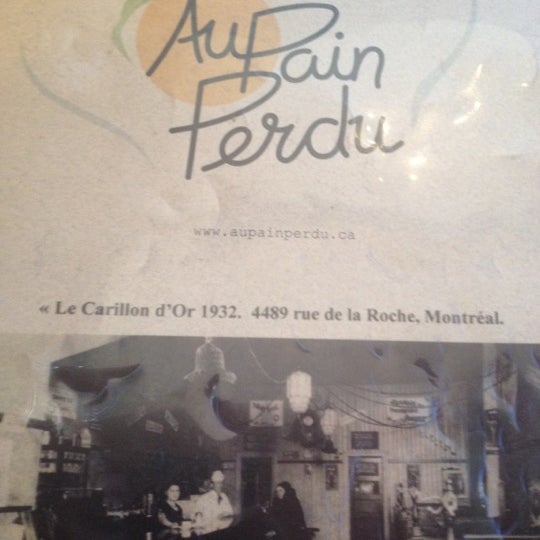 Au Pain
Perdu
www.aupainperdu.ca
« Le Carillon d'Or 1932. 4489 rue de la Roche, Montréal.